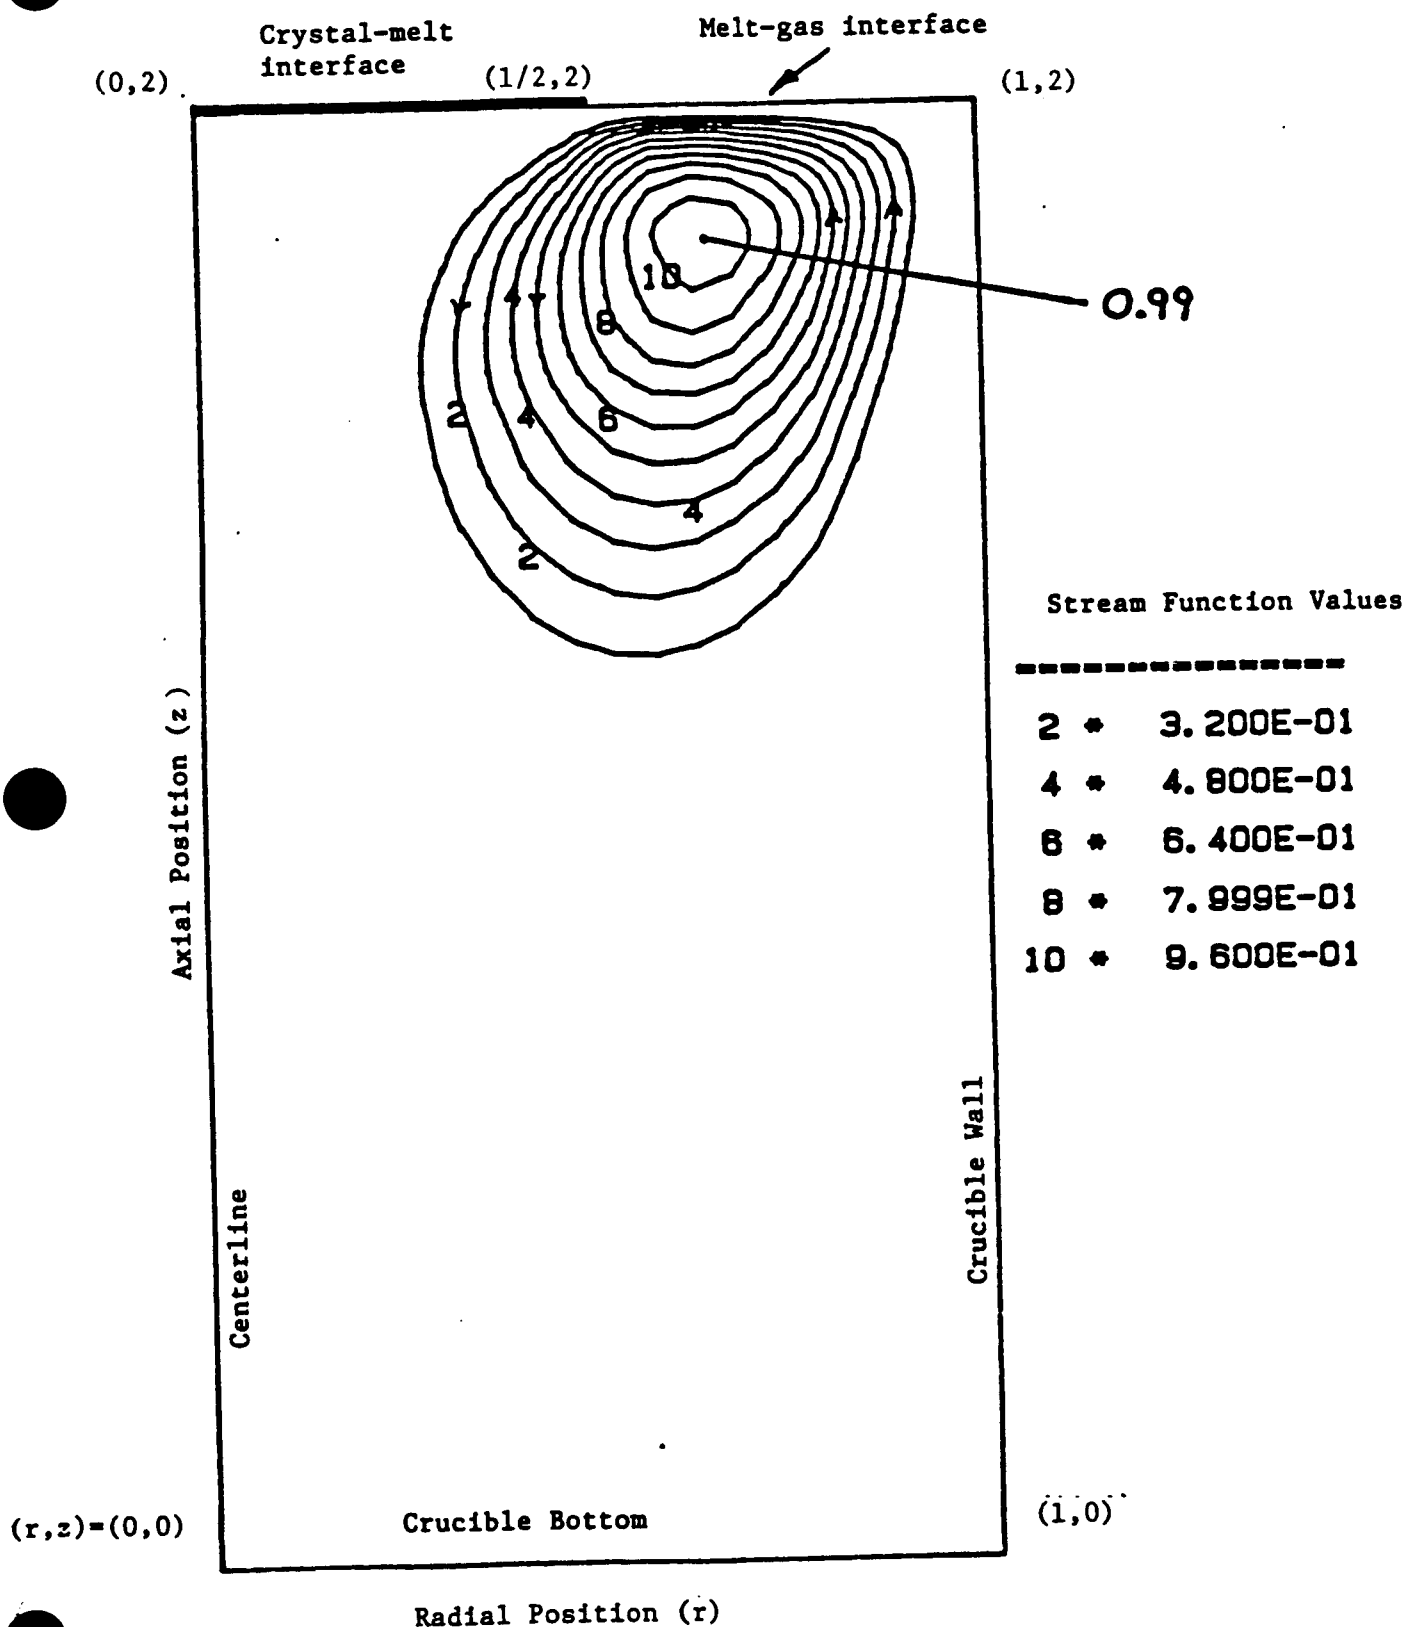 Crystal-melt
interface
Melt-gas interface
(0,2)
(1/2,2)
(1,2)
10
0.99
4
8
2
4
6
4
2
Stream Function Values
2 * 3.200E-01
4 * 4.800E-01
6 * 6.400E-01
8 * 7.999E-01
10 * 9.600E-01
Axial Position (z)
Centerline
Crucible Wall
(r,z)=(0,0)
Crucible Bottom
(1,0)
Radial Position (r)